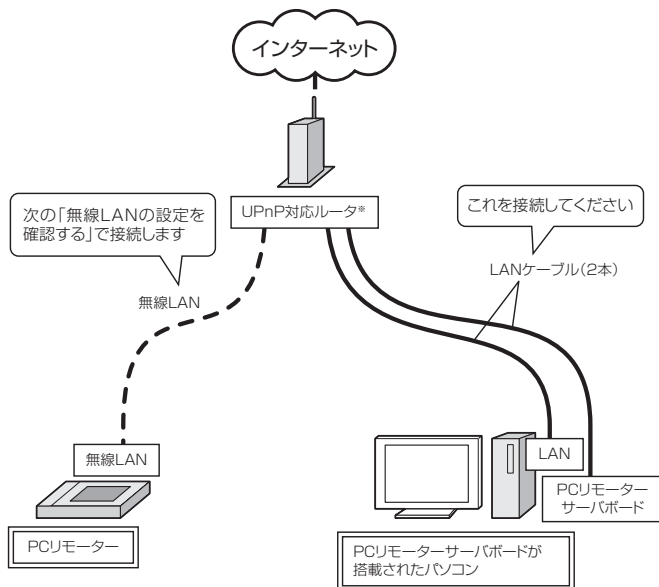 インターネット
UPnP対応ルータ※
次の「無線LANの設定を
確認する」で接続します
これを接続してください
LANケーブル（2本）
無線LAN
無線LAN
LAN
PCリモーター
サーバボード
PCリモーター
PCリモーターサーバボードが
搭載されたパソコン